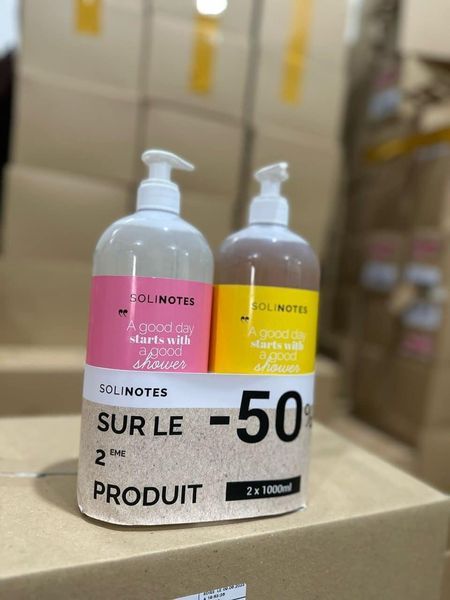 SOLINOTES
“
A good day
starts with
a good
shower
SOLINOTES
“
A good day
starts with
a good
shower
SOLINOTES
SUR LE
2 EME
PRODUIT
-50%
2 x 1000ml